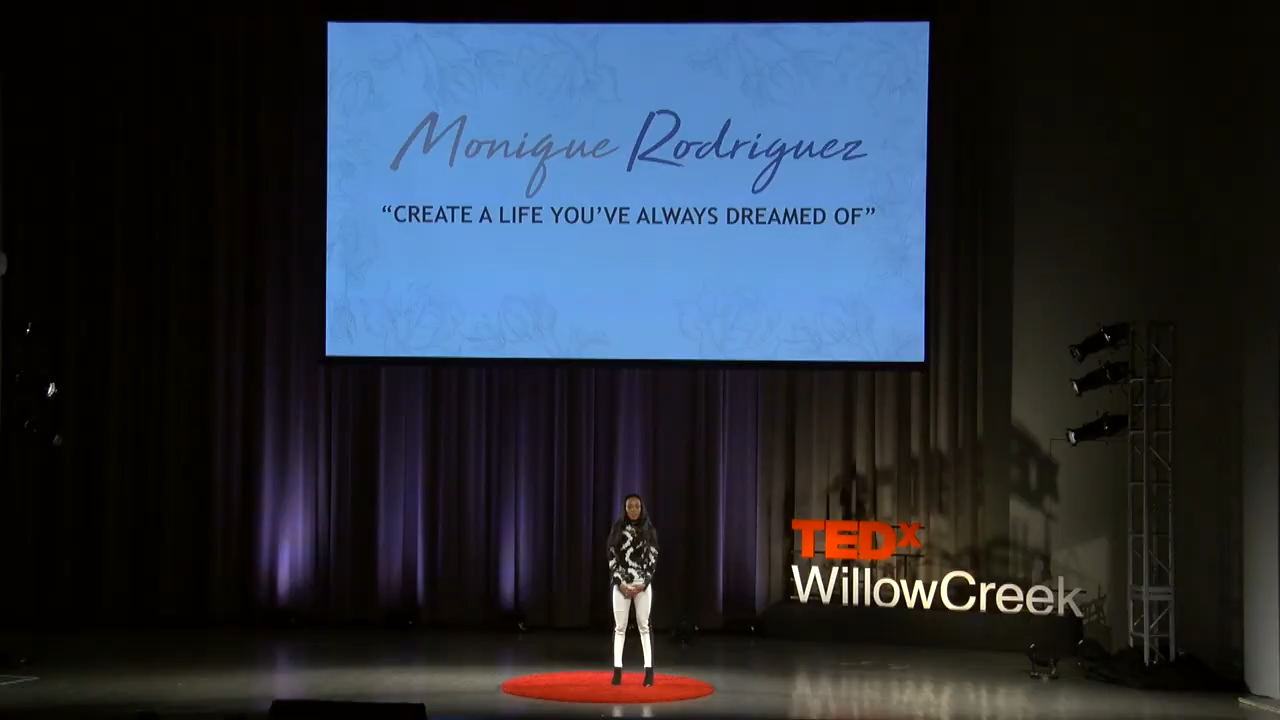 Monique Rodriguez
“CREATE A LIFE YOU’VE ALWAYS DREAMED OF”
TEDx
WillowCreek